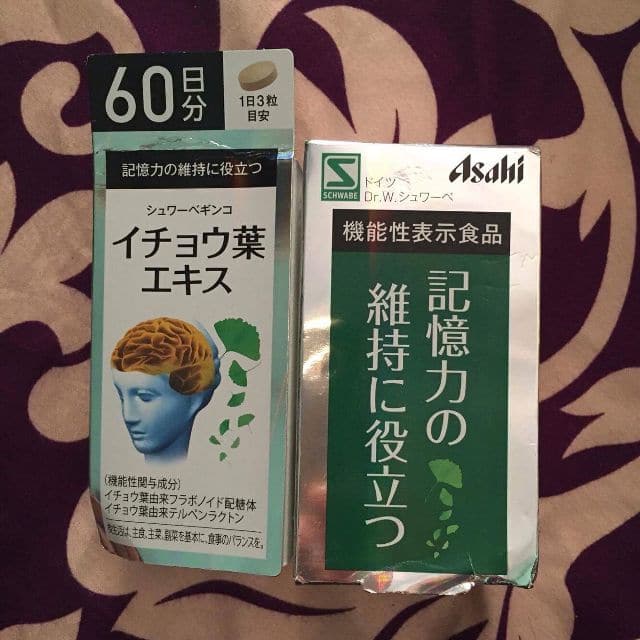 60日分
1日3粒
目安
記憶力の維持に役立つ
シュワーベギンコ
イチョウ葉
エキス
〈機能性関与成分〉
イチョウ葉由来フラボノイド配糖体
イチョウ葉由来テルペンラクトン
食生活は、主食、主菜、副菜を基本に、食事のバランスを。
SCHWABE
ドイツ
Dr.W.シュワーベ
Asahi
機能性表示食品
記憶力の
維持に役立つ